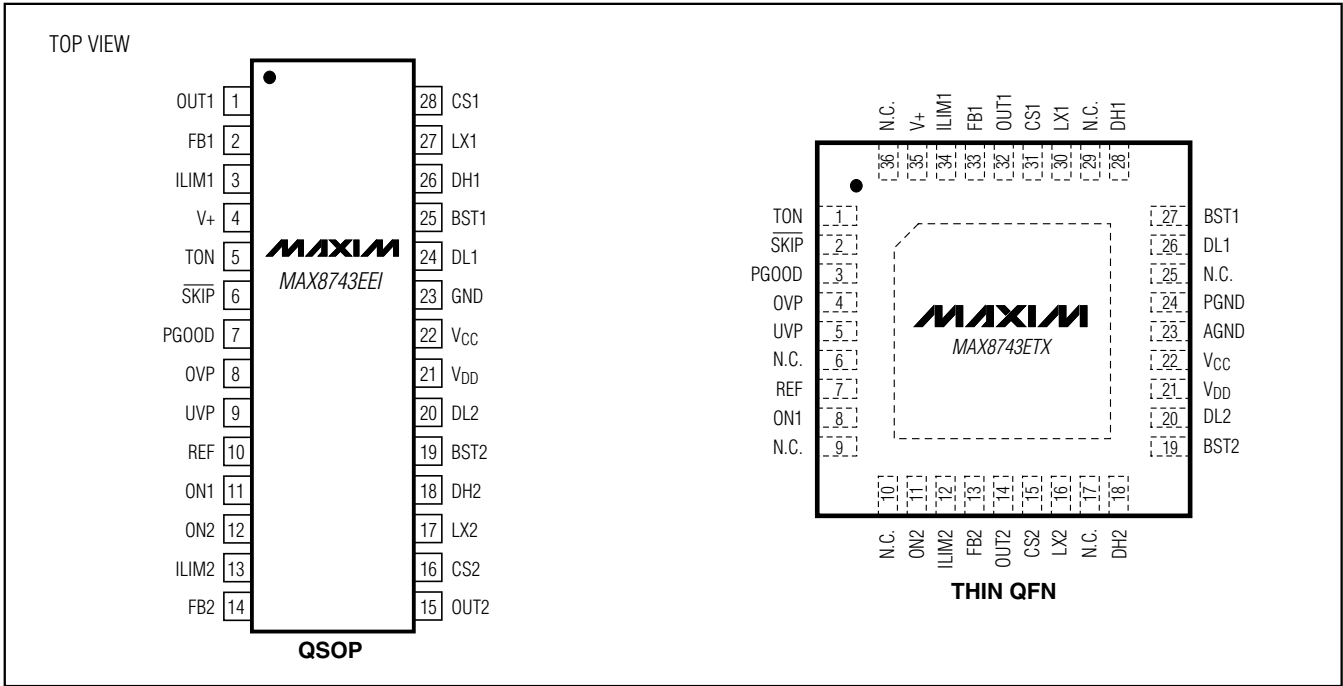 TOP VIEW
OUT1 1
FB1 2
ILIM1 3
V+ 4
TON 5
SKIP 6
PGOOD 7
OVP 8
UVP 9
REF 10
ON1 11
ON2 12
ILIM2 13
FB2 14
28 CS1
27 LX1
26 DH1
25 BST1
24 DL1
23 GND
22 VCC
21 VDD
20 DL2
19 BST2
18 DH2
17 LX2
16 CS2
15 OUT2
MAXIM
MAX8743EEI
QSOP
N.C. 36
V+ 35
ILIM1 34
FB1 33
OUT1 32
CS1 31
LX1 30
N.C. 29
DH1 28
TON 1
SKIP 2
PGOOD 3
OVP 4
UVP 5
N.C. 6
REF 7
ON1 8
N.C. 9
27 BST1
26 DL1
25 N.C.
24 PGND
23 AGND
22 VCC
21 VDD
20 DL2
19 BST2
MAXIM
MAX8743ETX
10 N.C.
11 ON2
12 ILIM2
13 FB2
14 OUT2
15 CS2
16 LX2
17 N.C.
18 DH2
THIN QFN